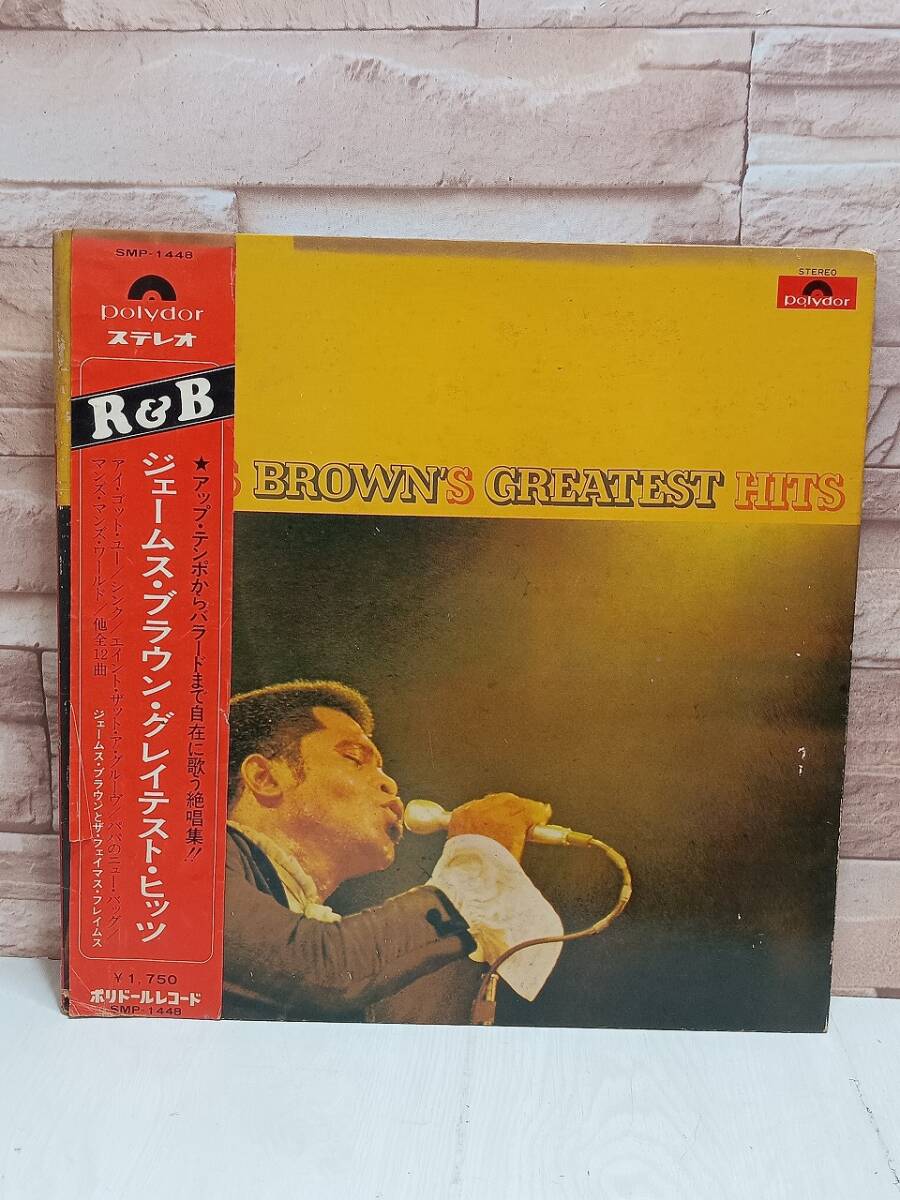 SMP-1448
polydor
ステレオ
R&B
★アップ・テンポからバラードまで自在に歌う絶唱集!!
ジェームス・ブラウン・グレイテスト・ヒッツ
アイ・ゴット・ユー/シンク/エイント・ザット・ア・グルーヴ/パパのニュー・バッグ/
マンズ・マンズ・ワールド/他全12曲
ジェームス・ブラウンとザ・フェイマス・フレイムス
¥1,750
ポリドールレコード
SMP-1448
STEREO
polydor
S BROWN'S GREATEST HITS